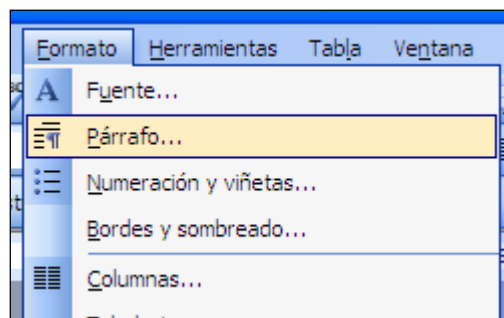 Formato Herramientas Tabla Ventana
Fuente...
Párrafo...
Numeración y viñetas...
Bordes y sombreado...
Columnas...